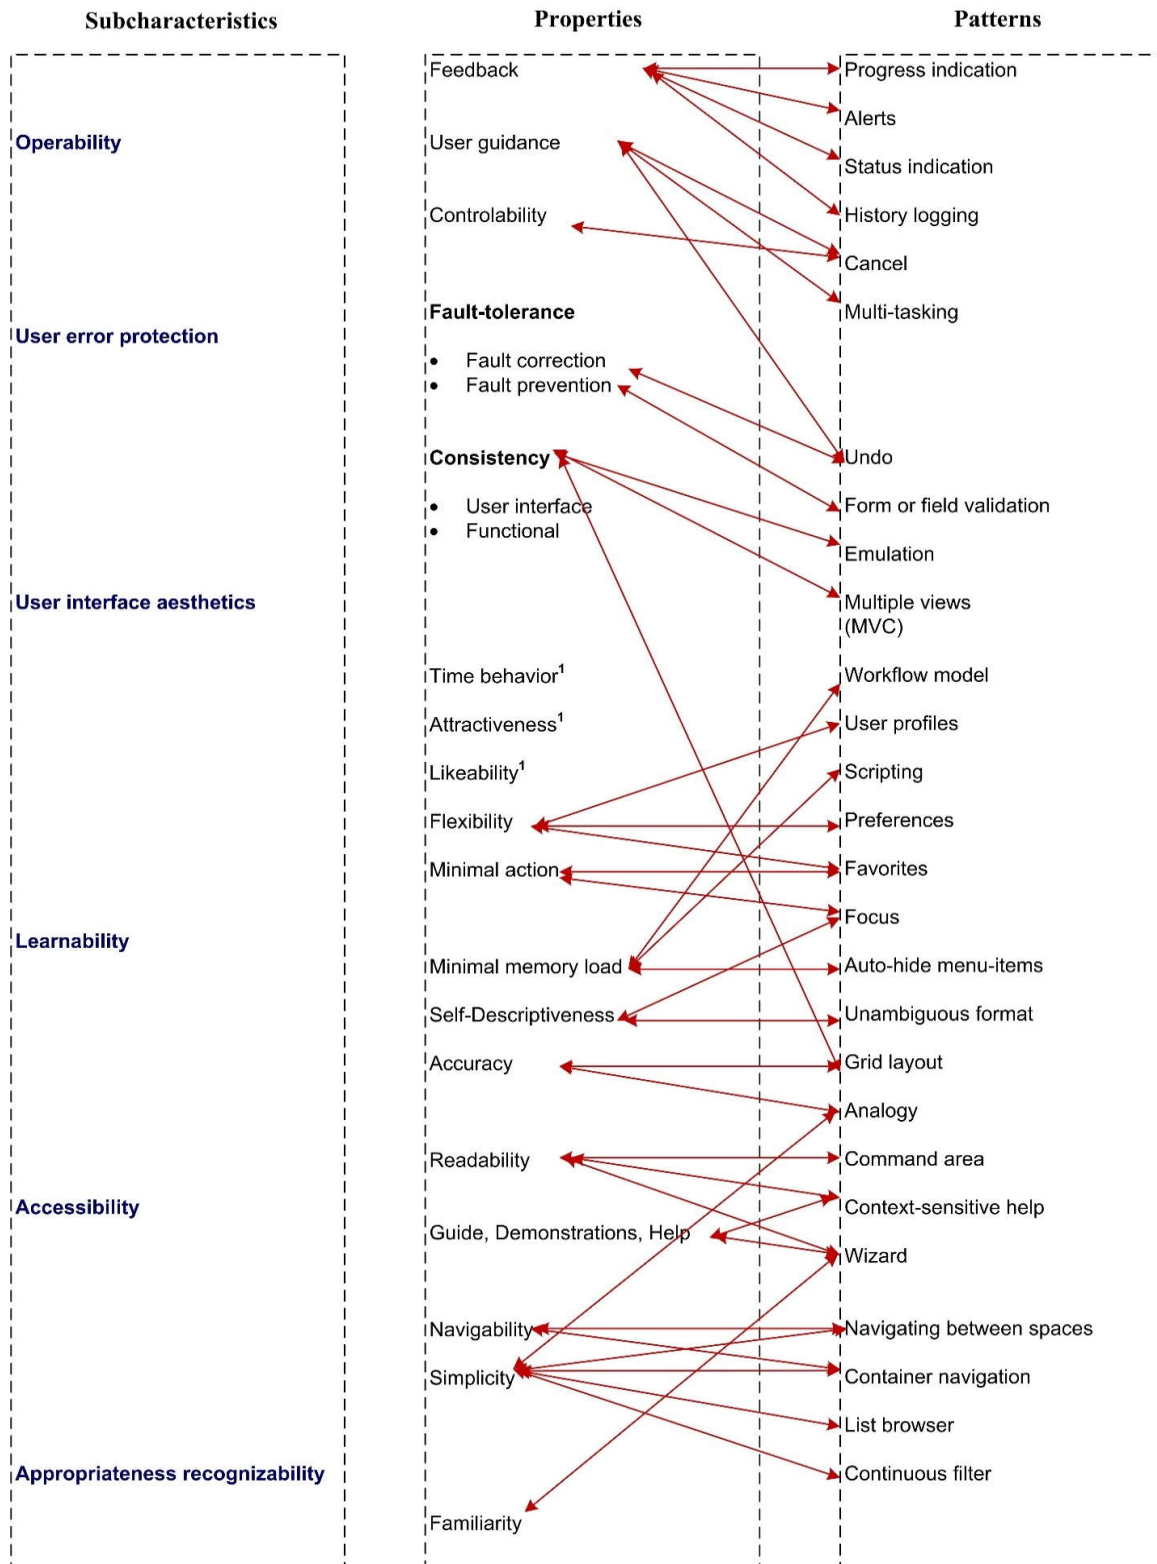 Subcharacteristics
Properties
Patterns
Operability
User error protection
User interface aesthetics
Learnability
Accessibility
Appropriateness recognizability
Feedback
User guidance
Controlability
Fault-tolerance
• Fault correction
• Fault prevention
Consistency
• User interface
• Functional
Time behavior¹
Attractiveness¹
Likeability¹
Flexibility
Minimal action
Minimal memory load
Self-Descriptiveness
Accuracy
Readability
Guide, Demonstrations, Help
Navigability
Simplicity
Familiarity
Progress indication
Alerts
Status indication
History logging
Cancel
Multi-tasking
Undo
Form or field validation
Emulation
Multiple views
(MVC)
Workflow model
User profiles
Scripting
Preferences
Favorites
Focus
Auto-hide menu-items
Unambiguous format
Grid layout
Analogy
Command area
Context-sensitive help
Wizard
Navigating between spaces
Container navigation
List browser
Continuous filter